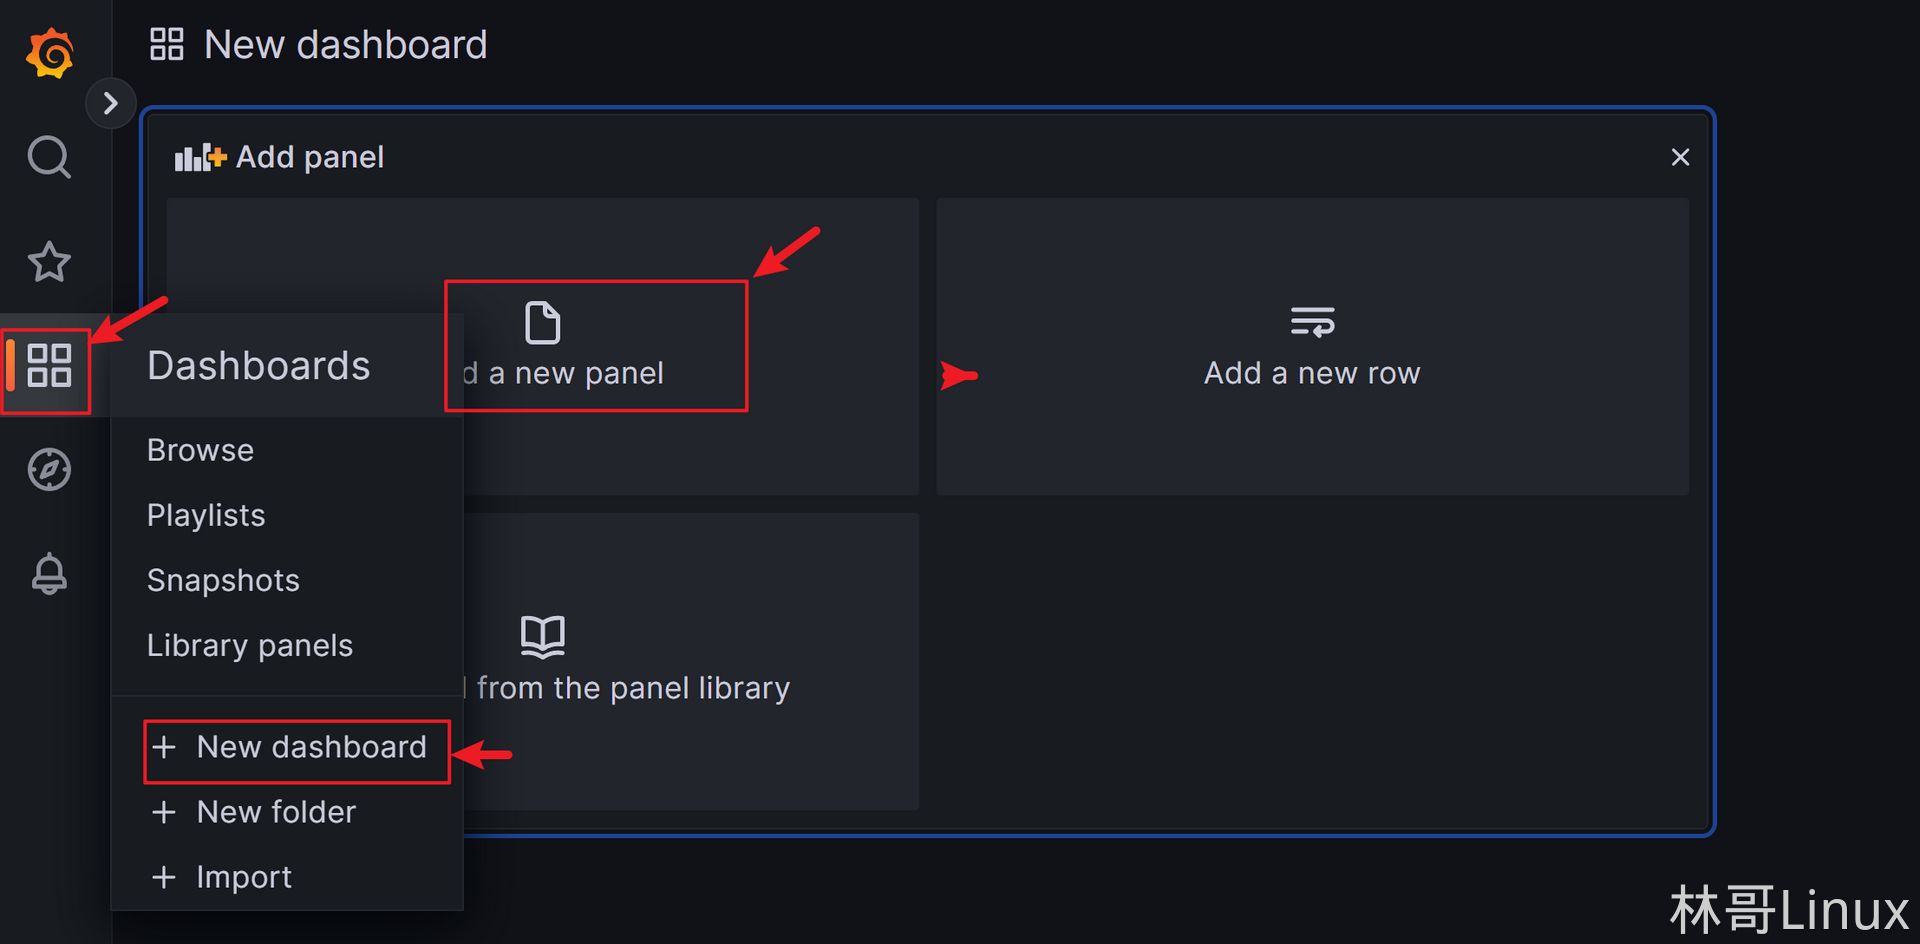 New dashboard
Add panel
d a new panel
Add a new row
Dashboards
Browse
Playlists
Snapshots
Library panels
from the panel library
+ New dashboard
+ New folder
+ Import
林哥Linux